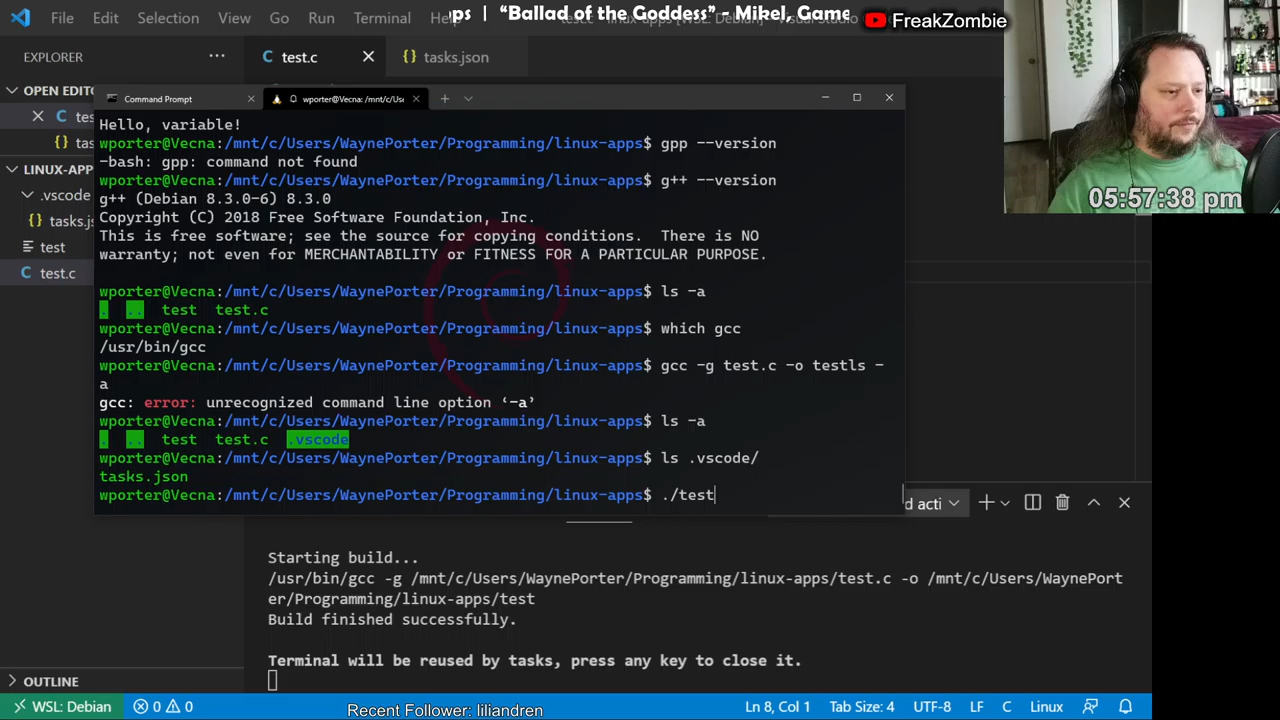 File Edit Selection View Go Run Terminal
ps | “Ballad of the Goddess” - Mikel, Game
FreakZombie
EXPLORER
test.c
tasks.json
OPEN EDITO
LINUX-APP
.vscode
tasks.js
test
test.c
Command Prompt
wporter@Vecna: /mnt/c/Use
Hello, variable!
wporter@Vecna:/mnt/c/Users/WaynePorter/Programming/linux-apps$ gpp --version
-bash: gpp: command not found
wporter@Vecna:/mnt/c/Users/WaynePorter/Programming/linux-apps$ g++ --version
g++ (Debian 8.3.0-6) 8.3.0
Copyright (C) 2018 Free Software Foundation, Inc.
This is free software; see the source for copying conditions.  There is NO
warranty; not even for MERCHANTABILITY or FITNESS FOR A PARTICULAR PURPOSE.
wporter@Vecna:/mnt/c/Users/WaynePorter/Programming/linux-apps$ ls -a
.  ..  test  test.c
wporter@Vecna:/mnt/c/Users/WaynePorter/Programming/linux-apps$ which gcc
/usr/bin/gcc
wporter@Vecna:/mnt/c/Users/WaynePorter/Programming/linux-apps$ gcc -g test.c -o testls -
a
gcc: error: unrecognized command line option ‘-a’
wporter@Vecna:/mnt/c/Users/WaynePorter/Programming/linux-apps$ ls -a
.  ..  test  test.c  .vscode
wporter@Vecna:/mnt/c/Users/WaynePorter/Programming/linux-apps$ ls .vscode/
tasks.json
wporter@Vecna:/mnt/c/Users/WaynePorter/Programming/linux-apps$ ./test
05:57:38 pm
d acti
Starting build...
/usr/bin/gcc -g /mnt/c/Users/WaynePorter/Programming/linux-apps/test.c -o /mnt/c/Users/WaynePort
er/Programming/linux-apps/test
Build finished successfully.
Terminal will be reused by tasks, press any key to close it.
OUTLINE
WSL: Debian 0 0
Recent Follower: liliandren
Ln 8, Col 1 Tab Size: 4 UTF-8 LF C Linux